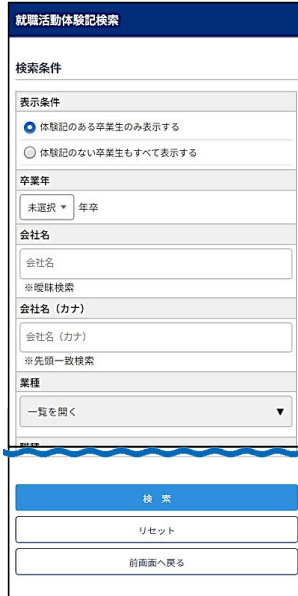 就職活動体験記検索
検索条件
表示条件
体験記のある卒業生のみ表示する
体験記のない卒業生もすべて表示する
卒業年
未選択 ▼ 年卒
会社名
会社名
※曖昧検索
会社名（カナ）
会社名（カナ）
※先頭一致検索
業種
一覧を開く ▼
検 索
リセット
前画面へ戻る